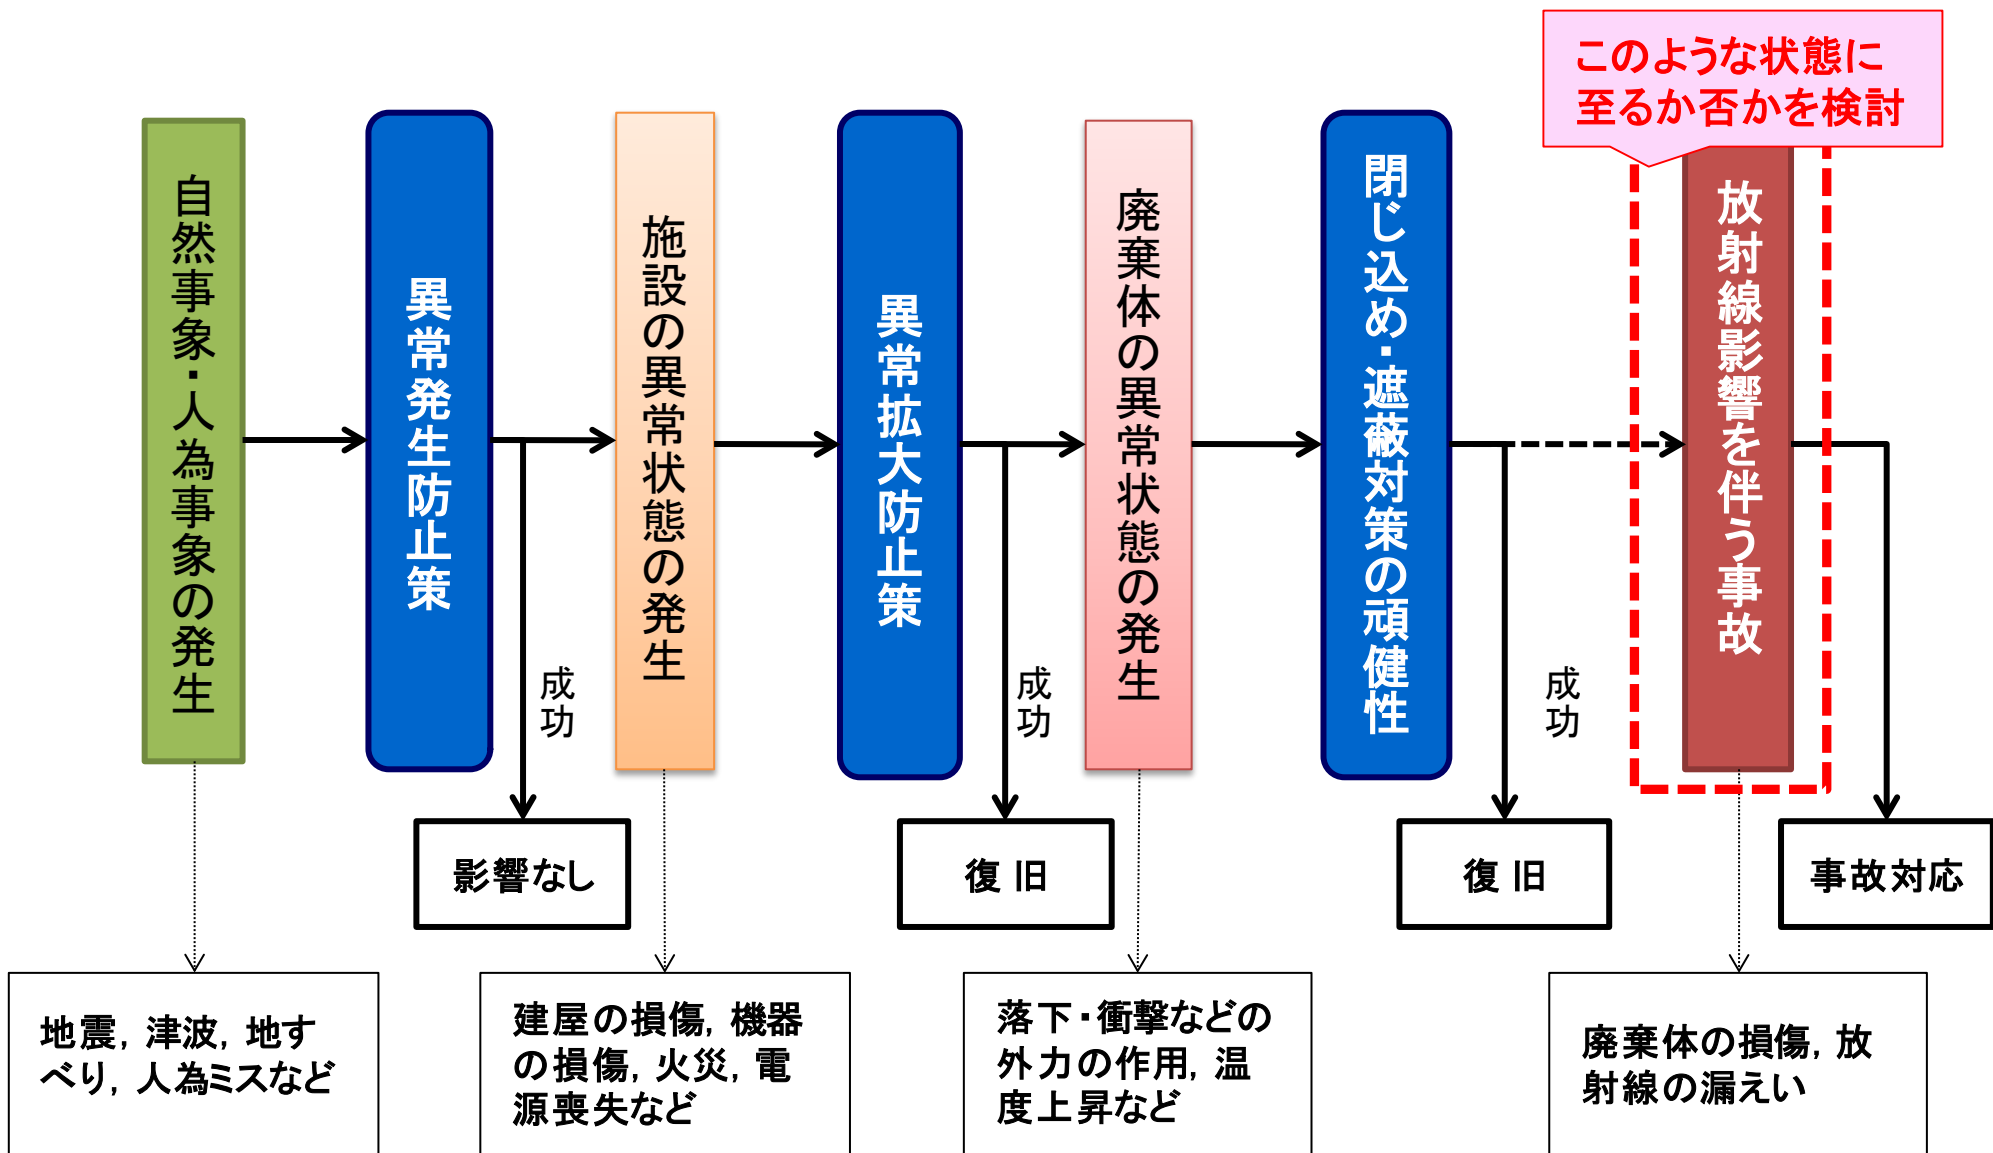 このような状態に
至るか否かを検討
自然事象・人為事象の発生
異常発生防止策
施設の異常状態の発生
異常拡大防止策
廃棄体の異常状態の発生
閉じ込め・遮蔽対策の頑健性
放射線影響を伴う事故
成功
成功
成功
影響なし
復旧
復旧
事故対応
地震，津波，地す
べり，人為ミスなど
建屋の損傷，機器
の損傷，火災，電
源喪失など
落下・衝撃などの
外力の作用，温
度上昇など
廃棄体の損傷，放
射線の漏えい